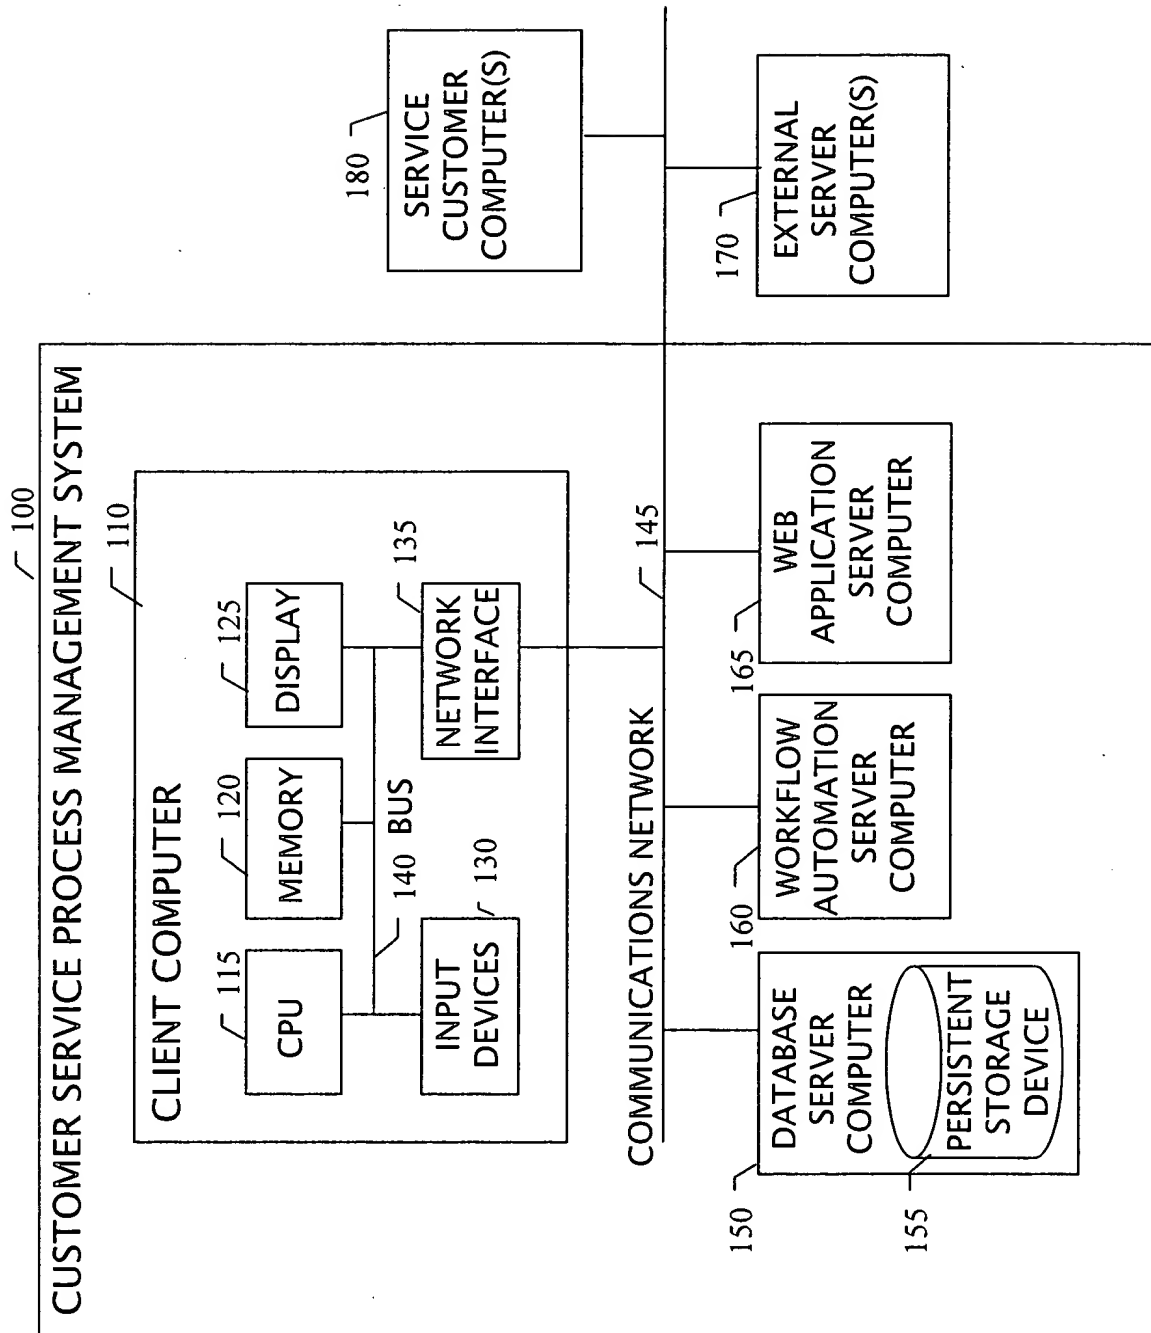 100
CUSTOMER SERVICE PROCESS MANAGEMENT SYSTEM
110
CLIENT COMPUTER
115
CPU
120
MEMORY
125
DISPLAY
140
BUS
130
INPUT
DEVICES
135
NETWORK
INTERFACE
COMMUNICATIONS NETWORK
145
150
DATABASE
SERVER
COMPUTER
155
PERSISTENT
STORAGE
DEVICE
160
WORKFLOW
AUTOMATION
SERVER
COMPUTER
165
WEB
APPLICATION
SERVER
COMPUTER
180
SERVICE
CUSTOMER
COMPUTER(S)
170
EXTERNAL
SERVER
COMPUTER(S)